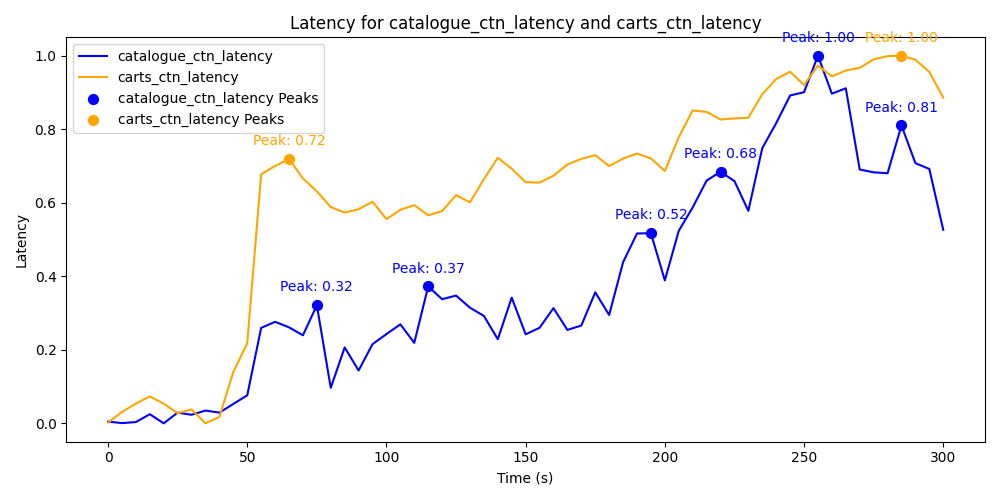 Latency for catalogue_ctn_latency and carts_ctn_latency
Peak: 1.00
Peak: 1.00
catalogue_ctn_latency
carts_ctn_latency
catalogue_ctn_latency Peaks
carts_ctn_latency Peaks
Peak: 0.81
Peak: 0.72
Peak: 0.68
Peak: 0.52
Peak: 0.37
Peak: 0.32
Latency
1.0
0.8
0.6
0.4
0.2
0.0
0 50 100 150 200 250 300
Time (s)